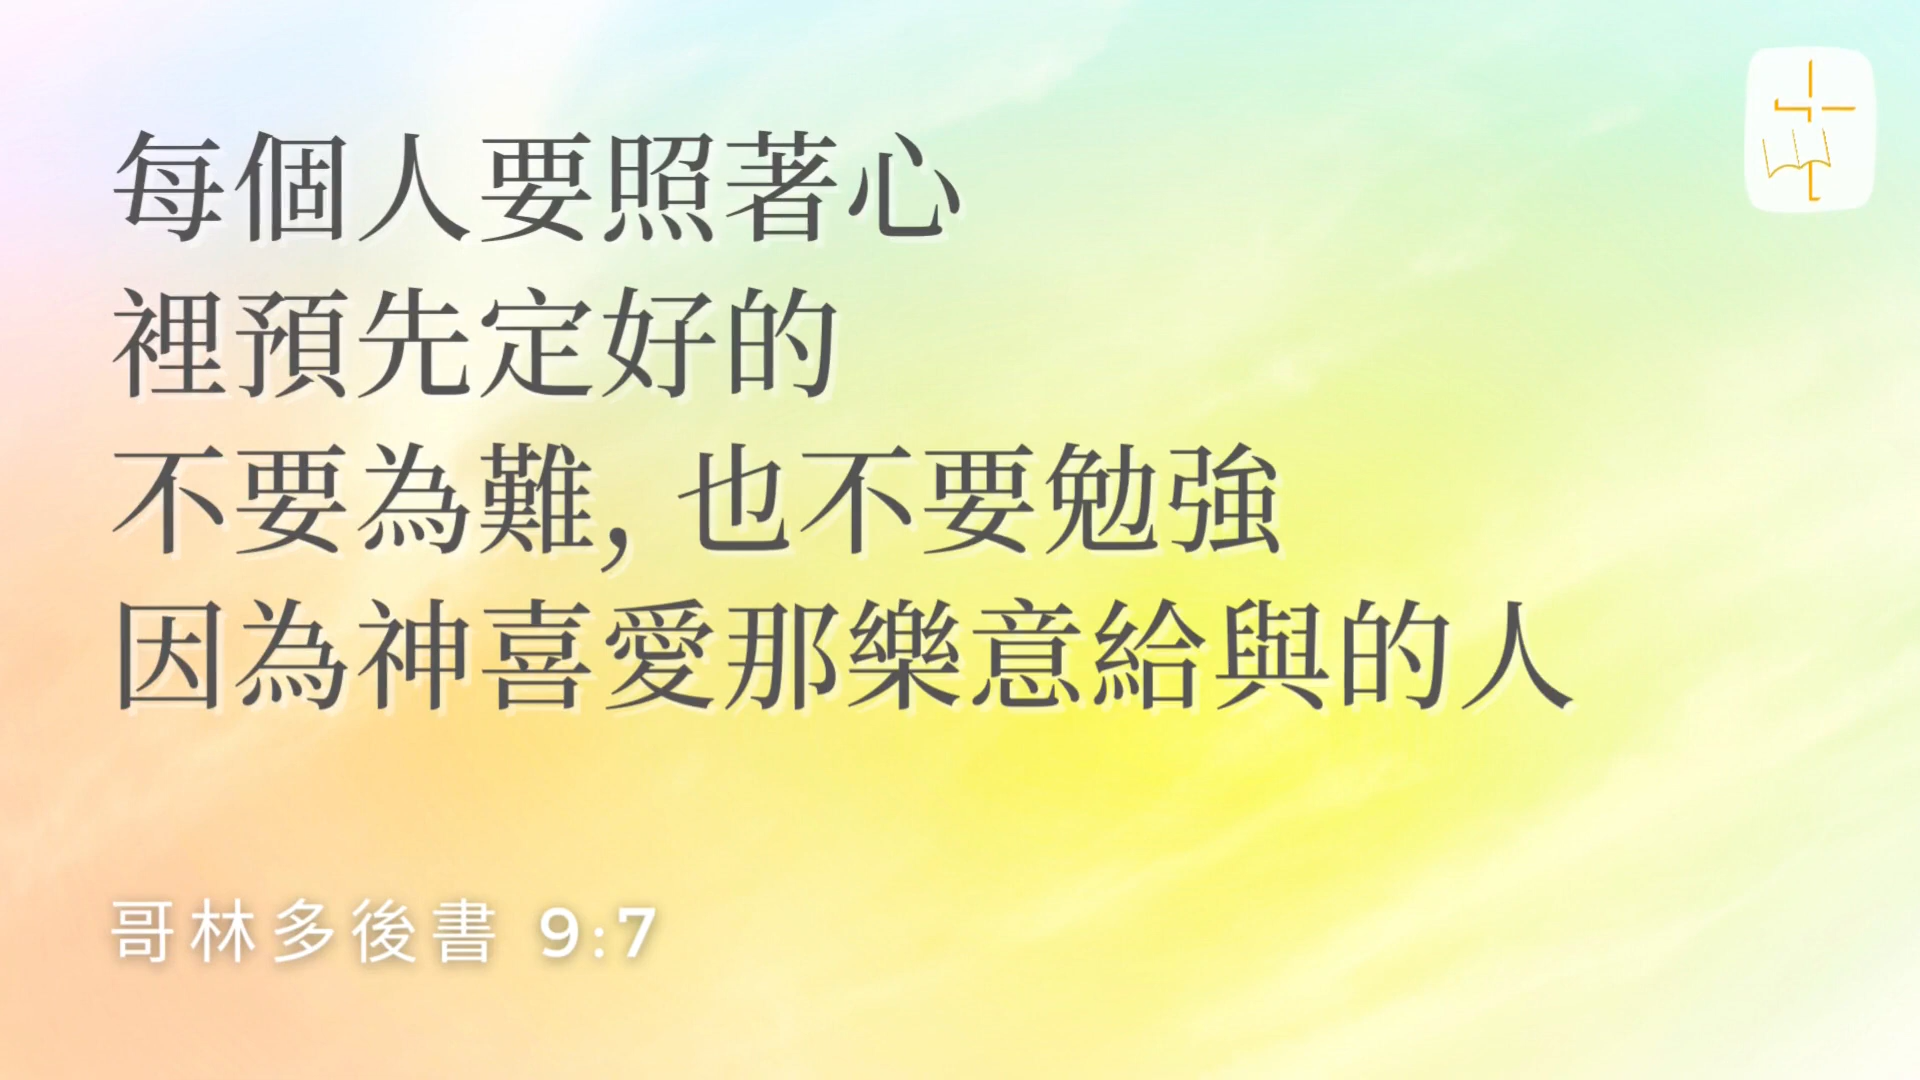 每個人要照著心
裡預先定好的
不要為難, 也不要勉強
因為神喜愛那樂意給與的人
哥林多後書 9:7